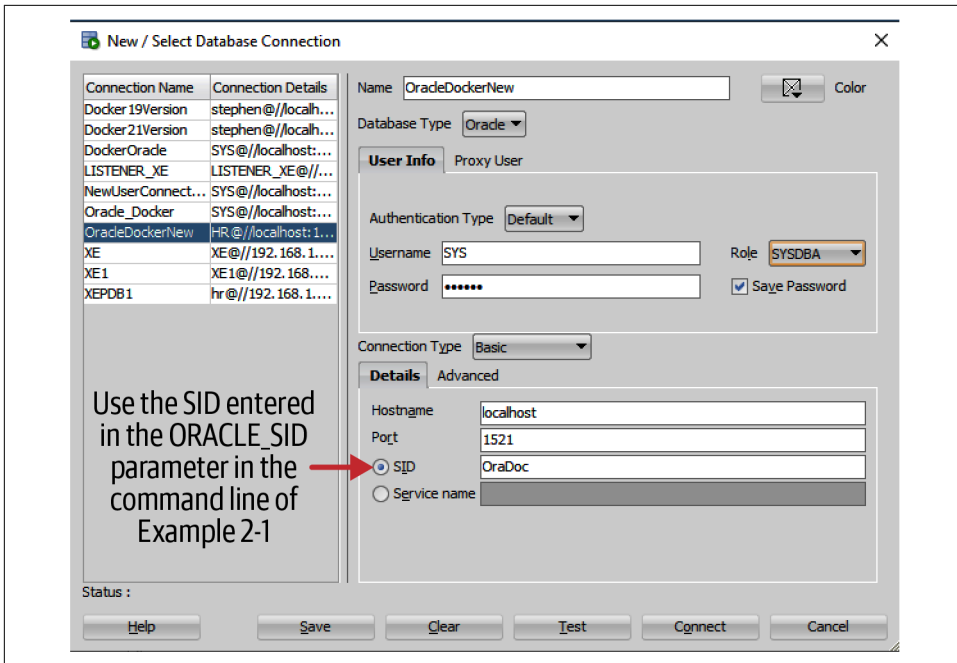 New / Select Database Connection
Connection Name Connection Details
Docker19Version stephen@//localh...
Docker21Version stephen@//localh...
DockerOracle SYS@//localhost:...
LISTENER_XE LISTENER_XE@//...
NewUserConnect... SYS@//localhost:...
Oracle_Docker SYS@//localhost:...
OracleDockerNew HR@//localhost:1...
XE XE@//192.168.1....
XE1 XE1@//192.168....
XEPDB1 hr@//192.168.1....
Use the SID entered
in the ORACLE_SID
parameter in the
command line of
Example 2-1
Name OracleDockerNew Color
Database Type Oracle
User Info Proxy User
Authentication Type Default
Username SYS Role SYSDBA
Password •••••• Save Password
Connection Type Basic
Details Advanced
Hostname localhost
Port 1521
SID OraDoc
Service name
Status :
Help Save Clear Test Connect Cancel